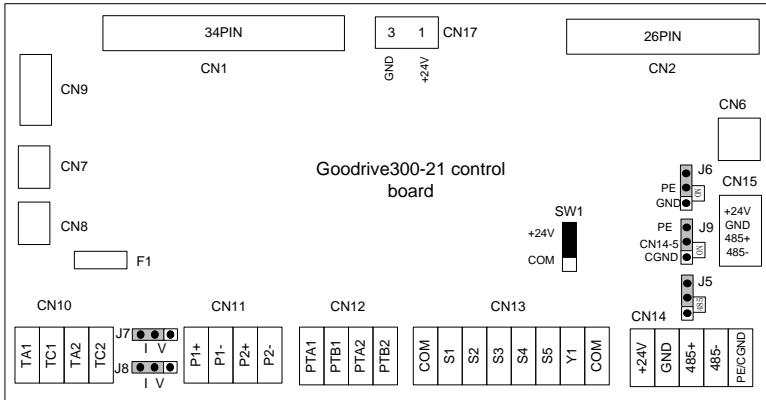 34PIN
3 1
CN17
26PIN
CN1
GND
+24V
CN2
CN9
CN6
CN7
Goodrive300-21 control
board
J6
PE
ON
GND
CN15
CN8
SW1
+24V
COM
J9
PE
CN14-5
ON
CGND
+24V
GND
485+
485-
F1
J5
485
CN10
CN11
CN12
CN13
CN14
TA1
TC1
TA2
TC2
J7
I V
J8
I V
P1+
P1-
P2+
P2-
PTA1
PTB1
PTA2
PTB2
COM
S1
S2
S3
S4
S5
Y1
COM
+24V
GND
485+
485-
PE/CGND